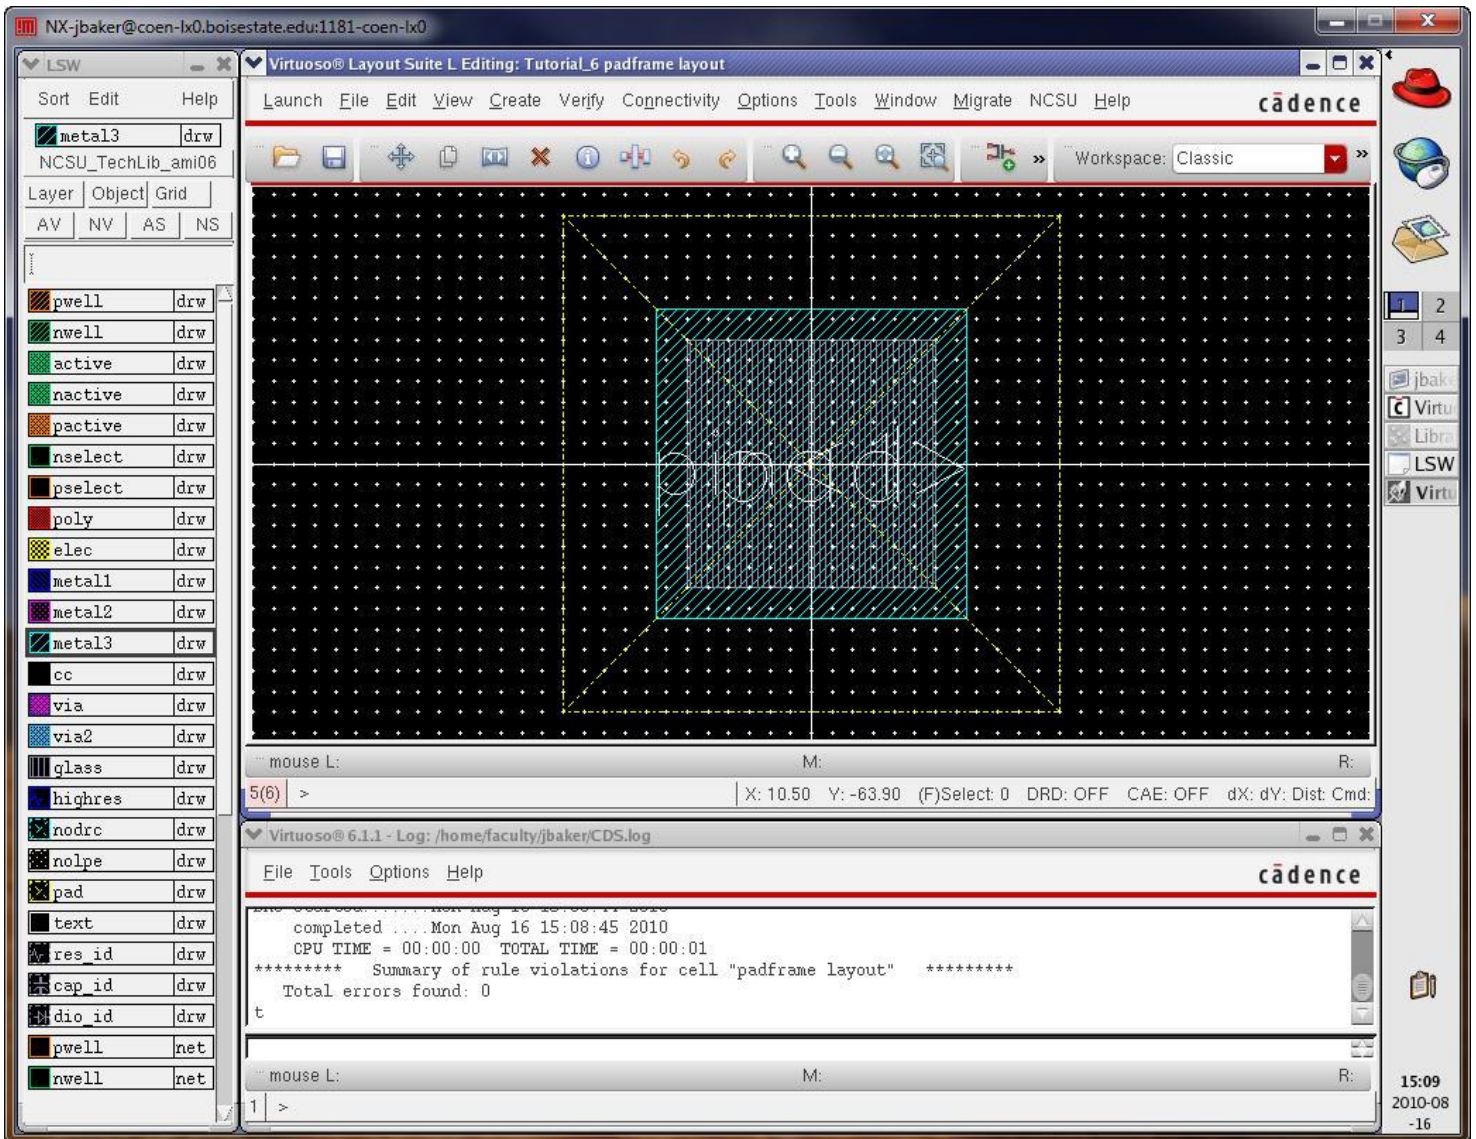 NX-jbaker@coen-lx0.boisestate.edu:1181-coen-lx0
LSW
Sort Edit Help
metal3 drw
NCSU_TechLib_ami06
Layer Object Grid
AV NV AS NS
pwell drw
nwell drw
active drw
nactive drw
pactive drw
nselect drw
pselect drw
poly drw
elec drw
metal1 drw
metal2 drw
metal3 drw
cc drw
via drw
via2 drw
glass drw
highres drw
nodrc drw
nolpe drw
pad drw
text drw
res_id drw
cap_id drw
dio_id drw
pwell net
nwell net
Virtuoso® Layout Suite L Editing: Tutorial_6 padframe layout
Launch File Edit View Create Verify Connectivity Options Tools Window Migrate NCSU Help cādence
» Workspace: Classic »
mouse L: M: R:
5(6) > X: 10.50 Y: -63.90 (F)Select: 0 DRD: OFF CAE: OFF dX: dY: Dist: Cmd:
Virtuoso® 6.1.1 - Log: /home/faculty/jbaker/CDS.log
File Tools Options Help cādence
completed ....Mon Aug 16 15:08:45 2010
CPU TIME = 00:00:00 TOTAL TIME = 00:00:01
********* Summary of rule violations for cell "padframe layout" *********
Total errors found: 0
t
mouse L: M: R:
1 >
1 2
3 4
jbake
Virtu
Libra
LSW
Virtu
15:09
2010-08
-16